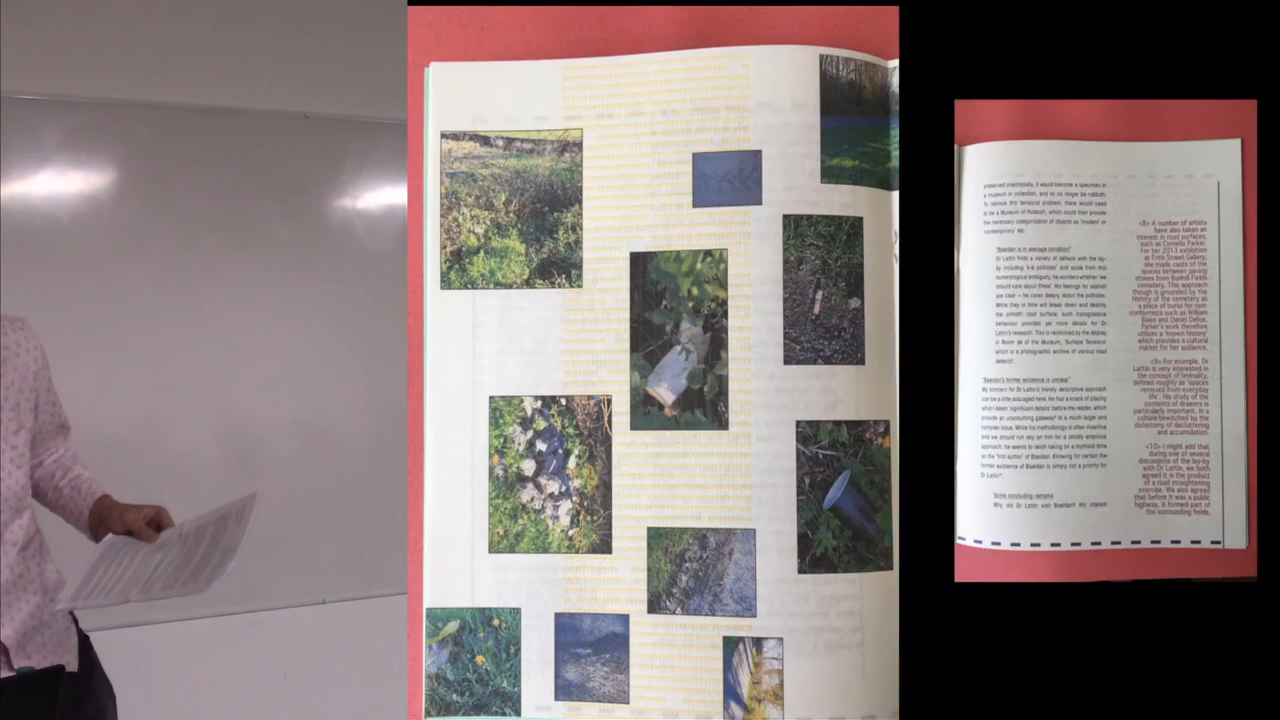 preserved intentionally, it would become a specimen in
a museum or collection, and so no longer be rubbish.
To remove this temporal problem, there would need
to be a Museum of Rubbish, which could then provide
the necessary categorisation of objects as 'modern' or
'contemporary' etc.
"Baeidan is in average condition"
Dr Lattin finds a variety of defects with the lay-
by including '4-8 potholes' and aside from this
numerological ambiguity, he wonders whether 'we
should care about these'. His feelings for asphalt
are clear – he cares deeply about the potholes.
While they in time will break down and destroy
the smooth road surface, such transgressive
behaviour provides yet more details for Dr
Lattin's research. This is reinforced by the display
in Room of the Museum, 'Surface Tensions'
which is a photographic archive of various road
defects⁸.
"Baeidan's former existence is unclear"
My concern for Dr Lattin's merely descriptive approach
can be a little assuaged here. He had a knack of placing
what I deem 'significant details' before the reader, which
provide an unassuming gateway⁹ to a much larger and
complex issue. While his methodology is often inventive
and we should not rely on him for a strictly empirical
approach, he seems to relish taking on a mythical tone
as the "first author" of Baeidan. Knowing for certain the
former existence of Baeidan is simply not a priority for
Dr Lattin¹⁰.
Some concluding remarks
Why did Dr Lattin visit Baeidan? His interest
<8> A number of artists
have also taken an
interest in road surfaces,
such as Cornelia Parker.
For her 2013 exhibition
at Frith Street Gallery,
she made casts of the
spaces between paving
stones from Bunhill Fields
cemetery. This approach
though is grounded by the
history of the cemetery as
a place of burial for non-
conformists such as William
Blake and Daniel Defoe.
Parker's work therefore
utilizes a 'known history'
which provides a cultural
market for her audience.
<9> For example, Dr
Lattin is very interested in
the concept of liminality,
defined roughly as 'spaces
removed from everyday
life'. His study of the
contents of drawers is
particularly important, in a
culture bewitched by the
dichotomy of decluttering
and accumulation.
<10> I might add that
during one of several
discussions of the lay-by
with Dr Lattin, we both
agreed it is the product
of a road straightening
exercise. We also agreed
that before it was a public
highway, it formed part of
the surrounding fields.